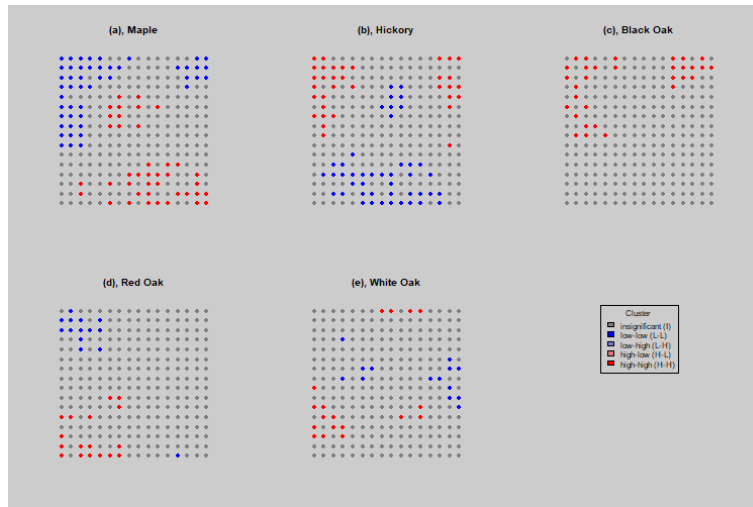 (a), Maple
(b), Hickory
(c), Black Oak
(d), Red Oak
(e), White Oak
Cluster
insignificant (I)
low-low (L-L)
low-high (L-H)
high-low (H-L)
high-high (H-H)